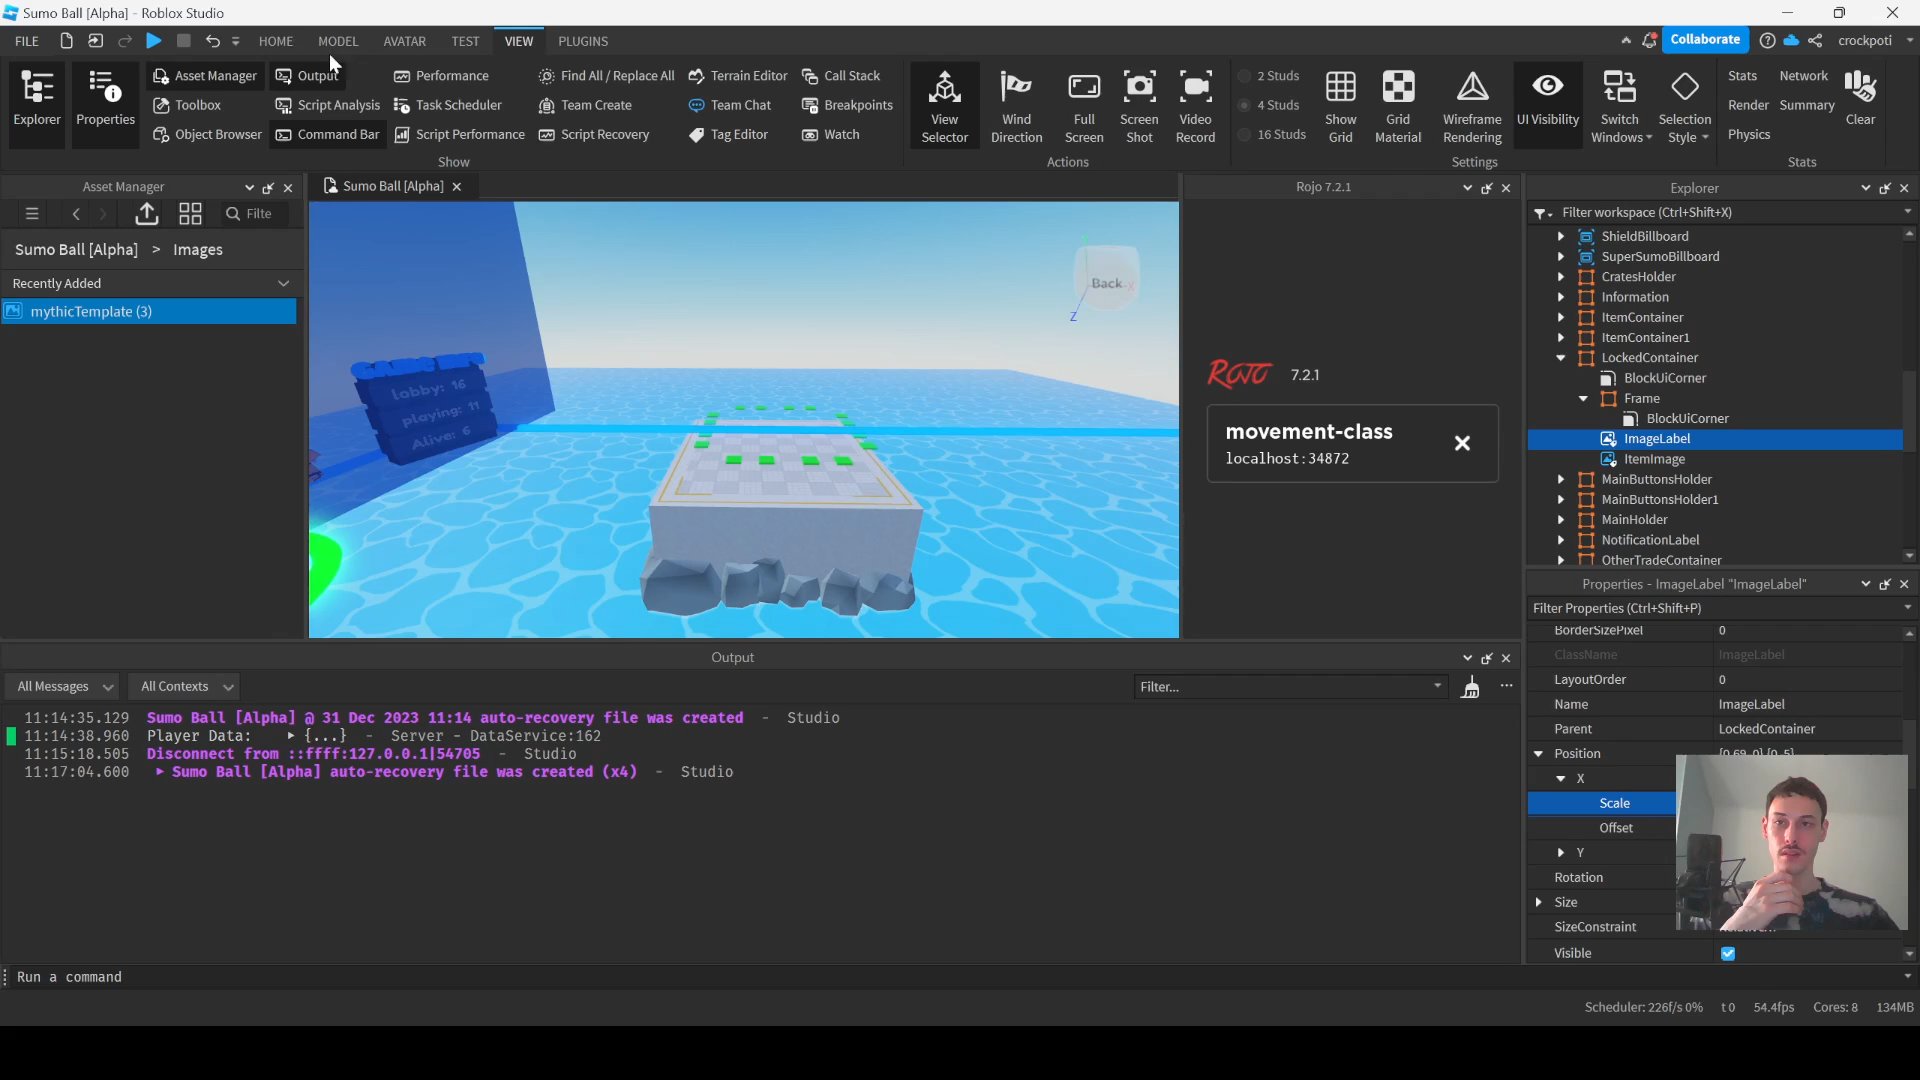 Sumo Ball [Alpha] - Roblox Studio
FILE HOME MODEL AVATAR TEST VIEW PLUGINS Collaborate crockpoti
Explorer
Properties
Asset Manager
Toolbox
Object Browser
Output
Script Analysis
Command Bar
Performance
Task Scheduler
Script Performance
Find All / Replace All
Team Create
Script Recovery
Terrain Editor
Team Chat
Tag Editor
Call Stack
Breakpoints
Watch
Show
View
Selector
Wind
Direction
Full
Screen
Screen
Shot
Video
Record
Actions
2 Studs
4 Studs
16 Studs
Show
Grid
Grid
Material
Wireframe
Rendering
UI Visibility
Switch
Windows
Selection
Style
Settings
Stats
Network
Render
Summary
Physics
Clear
Stats
Asset Manager
Filte
Sumo Ball [Alpha] > Images
Recently Added
mythicTemplate (3)
Sumo Ball [Alpha]
lobby: 16
playing: 11
Alive: 6
Back
X
Z
Rojo 7.2.1
ROJO 7.2.1
movement-class
localhost:34872
Explorer
Filter workspace (Ctrl+Shift+X)
ShieldBillboard
SuperSumoBillboard
CratesHolder
Information
ItemContainer
ItemContainer1
LockedContainer
BlockUiCorner
Frame
BlockUiCorner
ImageLabel
ItemImage
MainButtonsHolder
MainButtonsHolder1
MainHolder
NotificationLabel
OtherTradeContainer
Properties - ImageLabel "ImageLabel"
Filter Properties (Ctrl+Shift+P)
BorderSizePixel 0
ClassName ImageLabel
LayoutOrder 0
Name ImageLabel
Parent LockedContainer
Position {0.69, 0},{0, 5}
X
Scale
Offset
Y
Rotation
Size
SizeConstraint
Visible
Output
All Messages All Contexts Filter...
11:14:35.129 Sumo Ball [Alpha] @ 31 Dec 2023 11:14 auto-recovery file was created - Studio
11:14:38.960 Player Data: ▶ {...} - Server - DataService:162
11:15:18.505 Disconnect from ::ffff:127.0.0.1|54705 - Studio
11:17:04.600 ▶ Sumo Ball [Alpha] auto-recovery file was created (x4) - Studio
Run a command
Scheduler: 226f/s 0% t 0 54.4fps Cores: 8 134MB